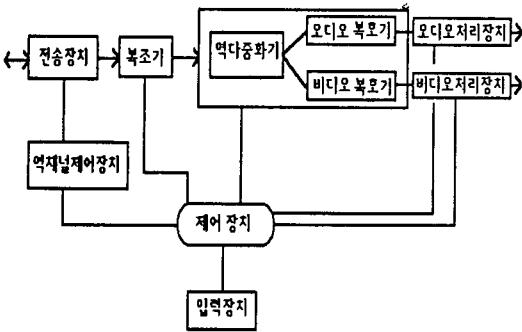 전송장치
복조기
역다중화기
오디오 복호기
오디오처리장치
비디오 복호기
비디오처리장치
역채널제어장치
제어 장치
입력장치